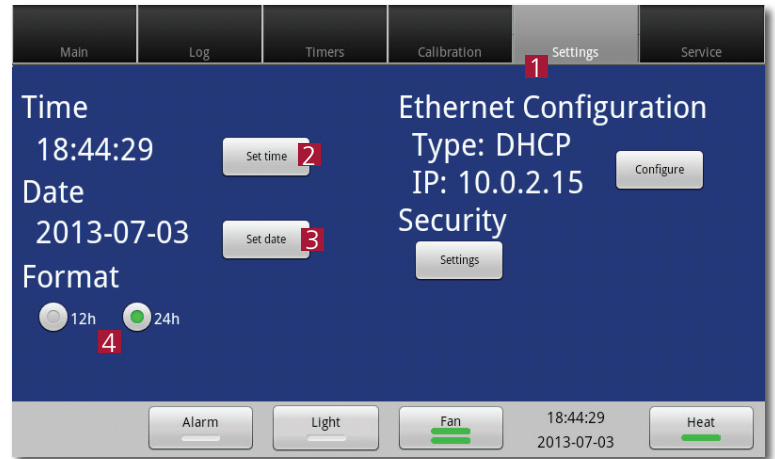 Main Log Timers Calibration Settings Service
1
Time
18:44:29
Set time 2
Date
2013-07-03
Set date 3
Format
12h 24h
4
Ethernet Configuration
Type: DHCP
IP: 10.0.2.15
Configure
Security
Settings
Alarm Light Fan 18:44:29 Heat
2013-07-03